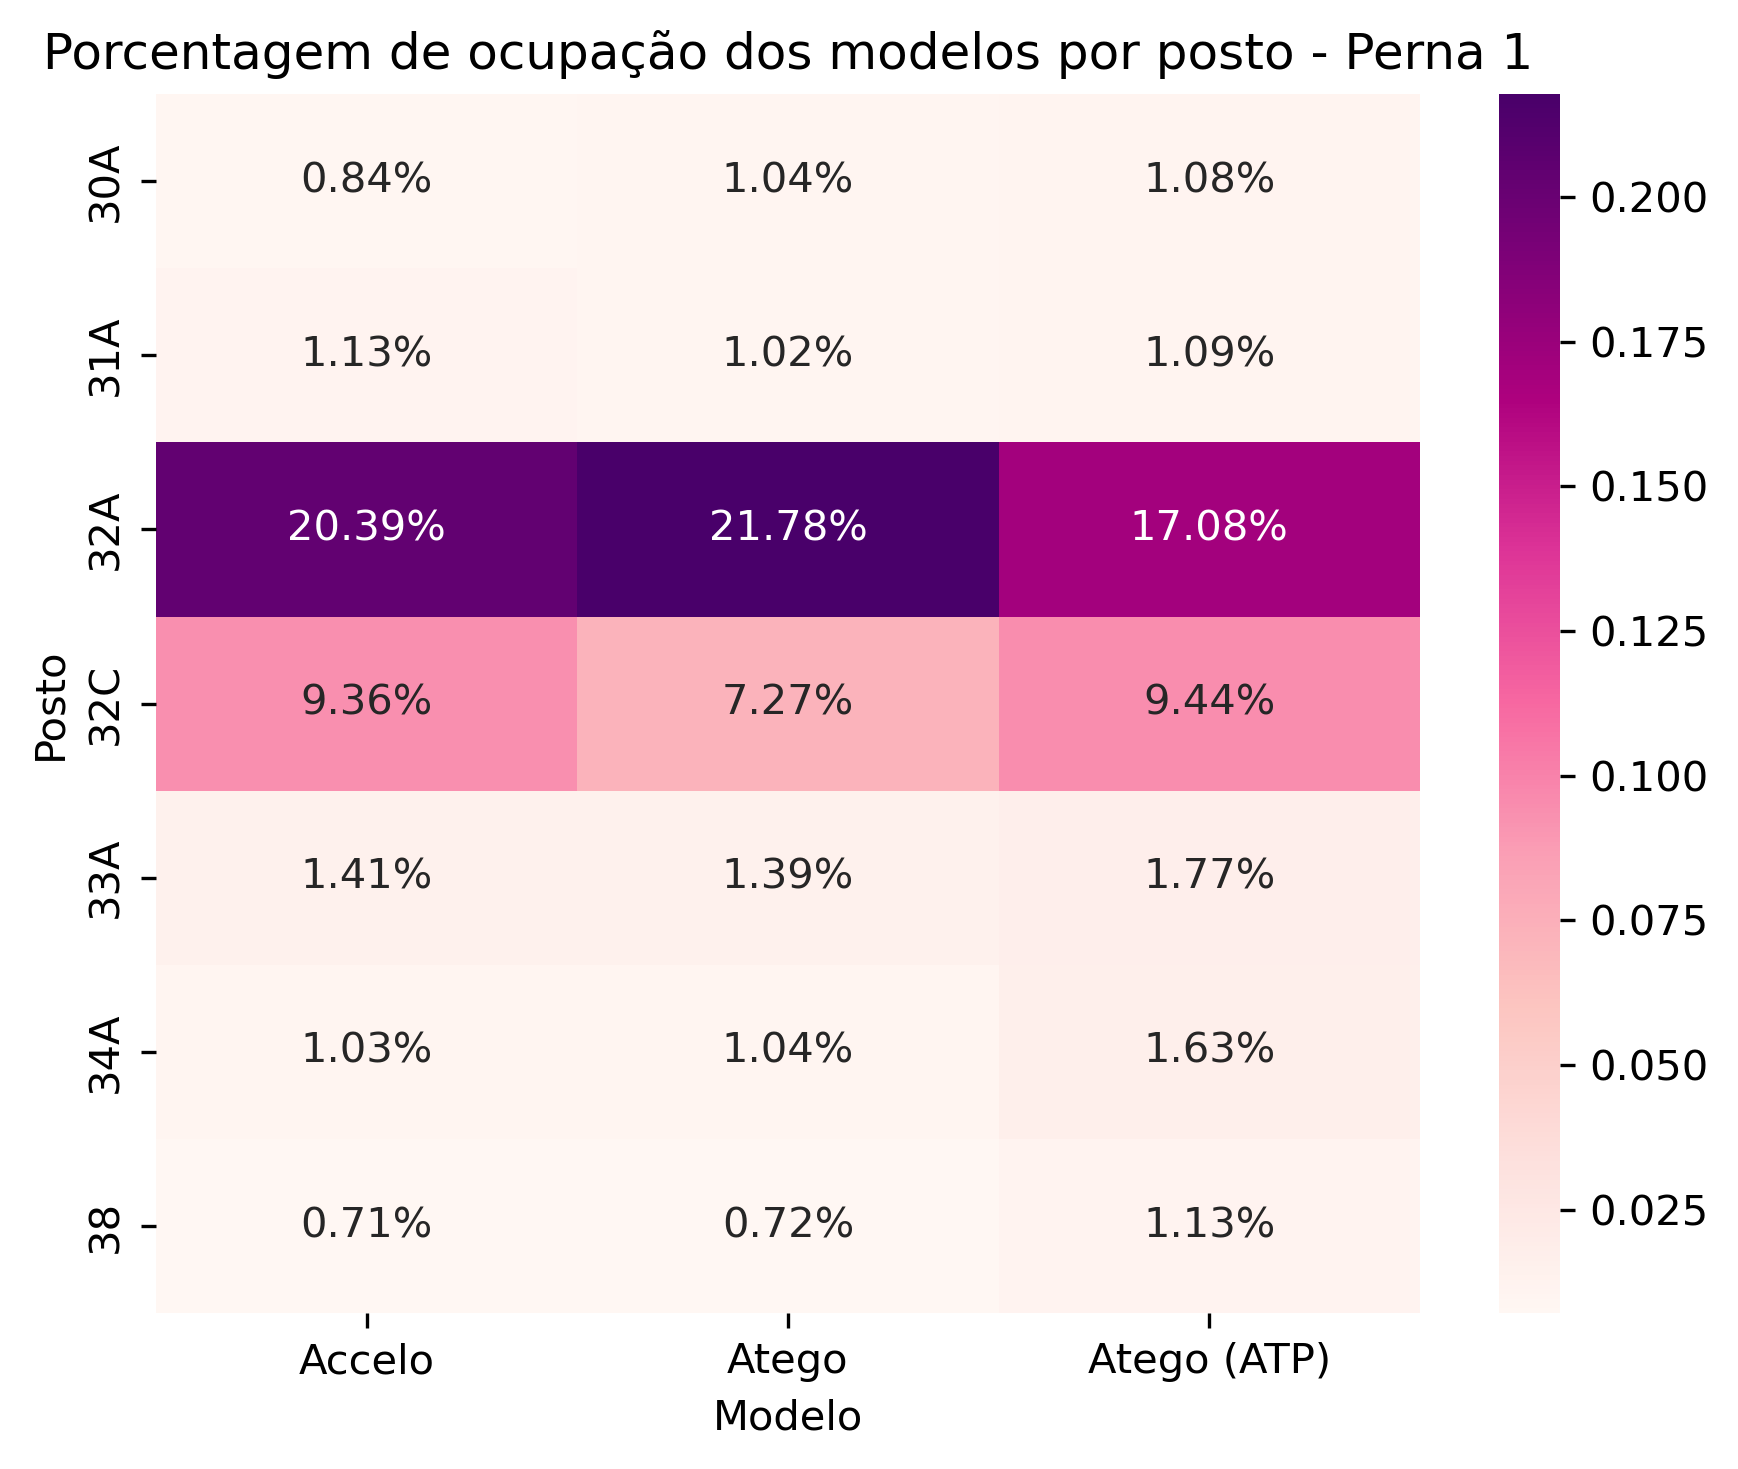 Porcentagem de ocupação dos modelos por posto - Perna 1
30A 0.84% 1.04% 1.08%
31A 1.13% 1.02% 1.09%
32A 20.39% 21.78% 17.08%
32C 9.36% 7.27% 9.44%
33A 1.41% 1.39% 1.77%
34A 1.03% 1.04% 1.63%
38 0.71% 0.72% 1.13%
Posto
Accelo Atego Atego (ATP)
Modelo
0.200
0.175
0.150
0.125
0.100
0.075
0.050
0.025